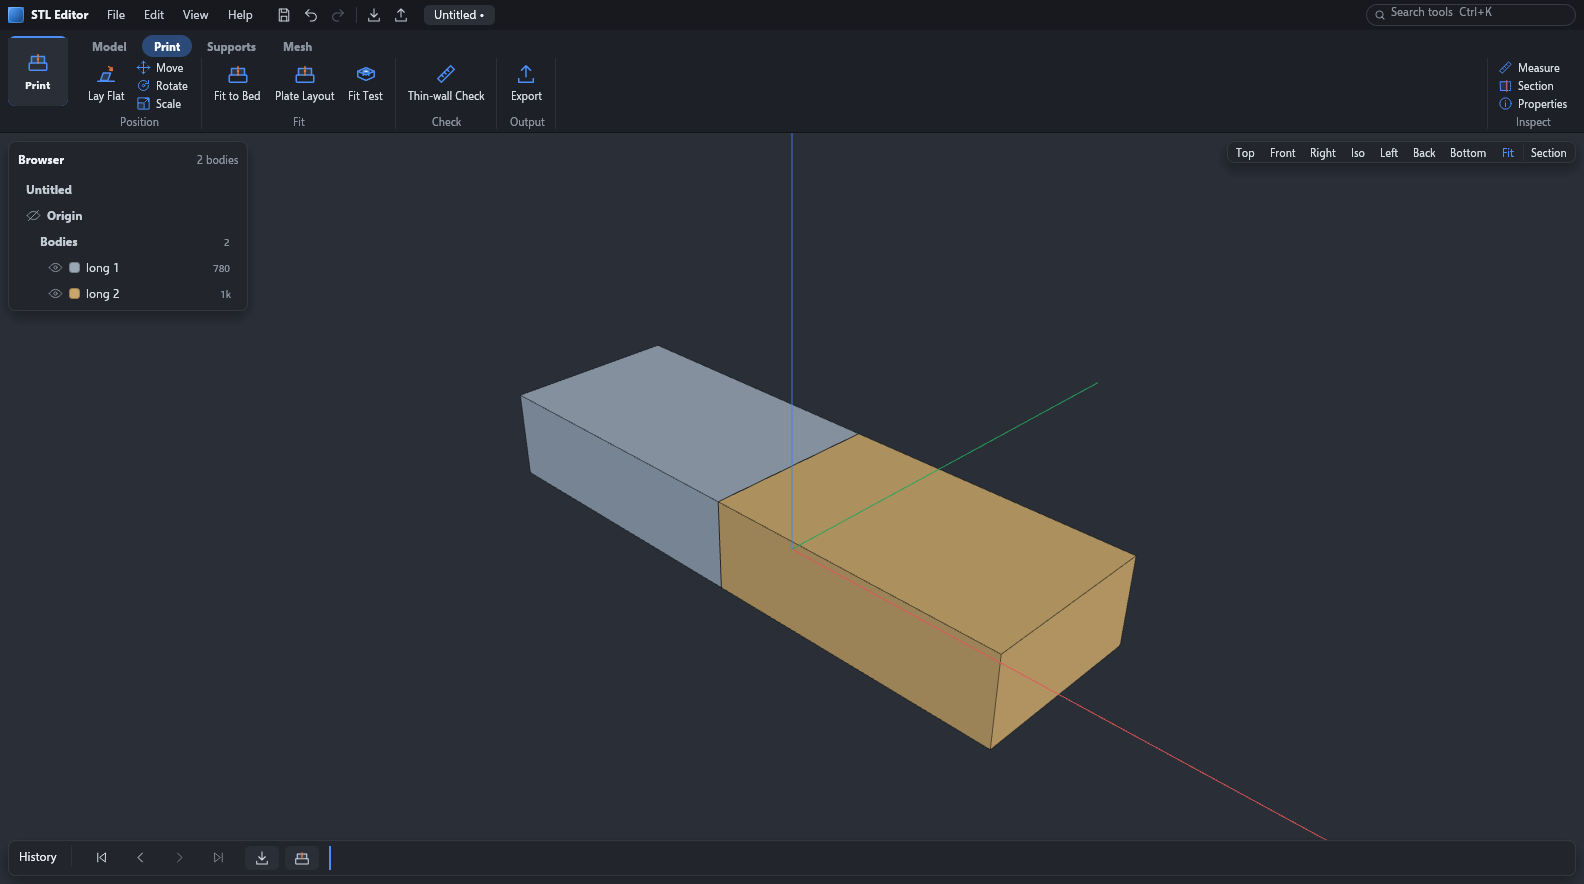 STL Editor File Edit View Help Untitled • Search tools Ctrl+K
Model Print Supports Mesh
Print
Lay Flat
Move
Rotate
Scale
Position
Fit to Bed Plate Layout Fit Test
Fit
Thin-wall Check
Check
Export
Output
Measure
Section
Properties
Inspect
Browser 2 bodies
Untitled
Origin
Bodies 2
long 1 780
long 2 1k
Top Front Right Iso Left Back Bottom Fit Section
History